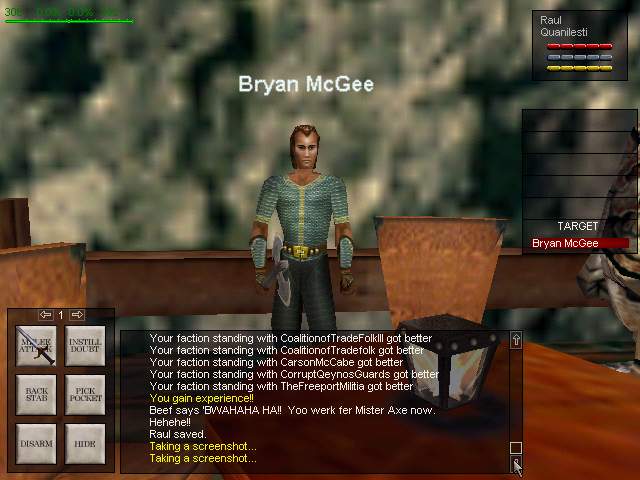 Raul
Quanilesti
Bryan McGee
TARGET
Bryan McGee
1
MELEE
ATTACK
INSTILL
DOUBT
BACK
STAB
PICK
POCKET
DISARM
HIDE
Your faction standing with CoalitionofTradeFolkIII got better
Your faction standing with CoalitionofTradefolk got better
Your faction standing with CarsonMcCabe got better
Your faction standing with CorruptQeynosGuards got better
Your faction standing with TheFreeportMilitia got better
You gain experience!!
Beef says 'BWAHAHA HA!!  Yoo werk fer Mister Axe now.
Hehehe!!
Raul saved.
Taking a screenshot...
Taking a screenshot...